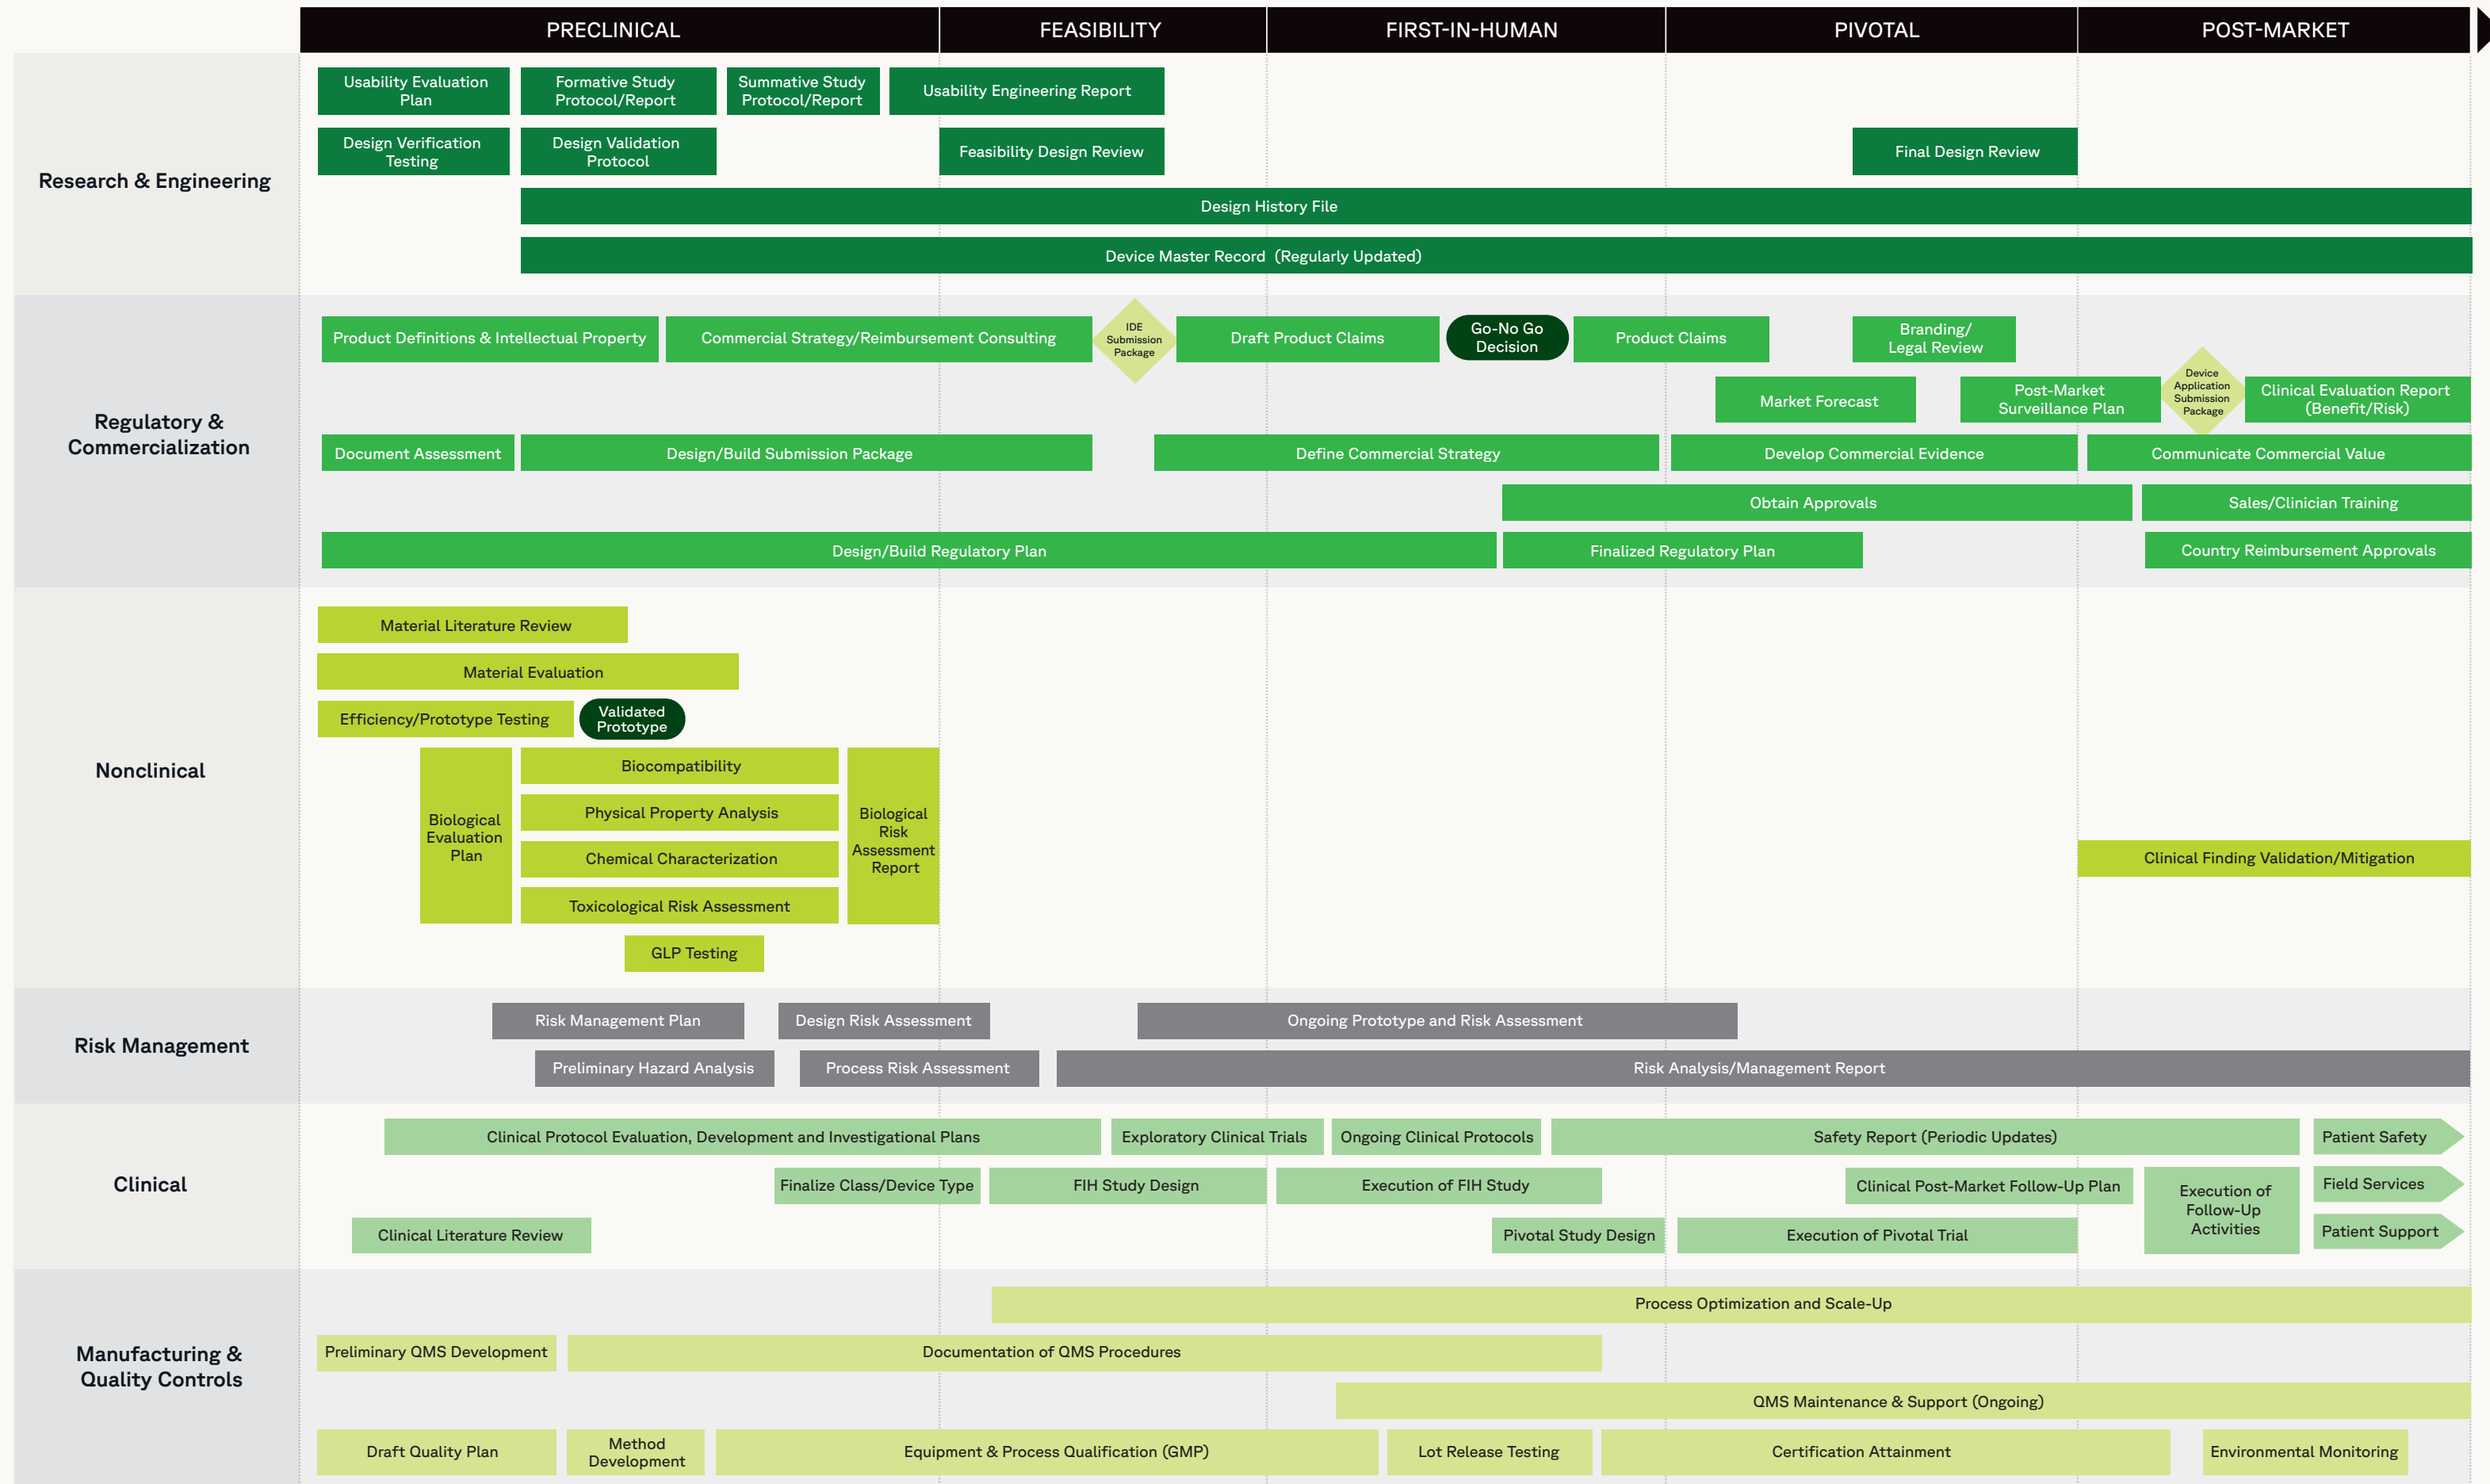 PRECLINICAL
FEASIBILITY
FIRST-IN-HUMAN
PIVOTAL
POST-MARKET
Research & Engineering
Usability Evaluation
Plan
Formative Study
Protocol/Report
Summative Study
Protocol/Report
Usability Engineering Report
Design Verification
Testing
Design Validation
Protocol
Feasibility Design Review
Final Design Review
Design History File
Device Master Record (Regularly Updated)
Regulatory &
Commercialization
Product Definitions & Intellectual Property
Commercial Strategy/Reimbursement Consulting
IDE
Submission
Package
Draft Product Claims
Go-No Go
Decision
Product Claims
Branding/
Legal Review
Market Forecast
Post-Market
Surveillance Plan
Device
Application
Submission
Package
Clinical Evaluation Report
(Benefit/Risk)
Document Assessment
Design/Build Submission Package
Define Commercial Strategy
Develop Commercial Evidence
Communicate Commercial Value
Obtain Approvals
Sales/Clinician Training
Design/Build Regulatory Plan
Finalized Regulatory Plan
Country Reimbursement Approvals
Nonclinical
Material Literature Review
Material Evaluation
Efficiency/Prototype Testing
Validated
Prototype
Biological
Evaluation
Plan
Biocompatibility
Physical Property Analysis
Chemical Characterization
Toxicological Risk Assessment
Biological
Risk
Assessment
Report
GLP Testing
Clinical Finding Validation/Mitigation
Risk Management
Risk Management Plan
Design Risk Assessment
Ongoing Prototype and Risk Assessment
Preliminary Hazard Analysis
Process Risk Assessment
Risk Analysis/Management Report
Clinical
Clinical Protocol Evaluation, Development and Investigational Plans
Exploratory Clinical Trials
Ongoing Clinical Protocols
Safety Report (Periodic Updates)
Patient Safety
Finalize Class/Device Type
FIH Study Design
Execution of FIH Study
Clinical Post-Market Follow-Up Plan
Execution of
Follow-Up
Activities
Field Services
Clinical Literature Review
Pivotal Study Design
Execution of Pivotal Trial
Patient Support
Manufacturing &
Quality Controls
Process Optimization and Scale-Up
Preliminary QMS Development
Documentation of QMS Procedures
QMS Maintenance & Support (Ongoing)
Draft Quality Plan
Method
Development
Equipment & Process Qualification (GMP)
Lot Release Testing
Certification Attainment
Environmental Monitoring